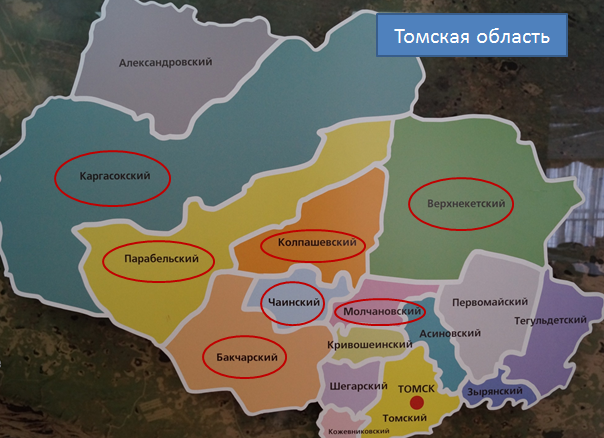 Томская область
Александровский
Каргасокский
Верхнекетский
Колпашевский
Парабельский
Чаинский
Молчановский
Первомайский
Тегульдетский
Асиновский
Кривошеинский
Бакчарский
Шегарский
ТОМСК
Зырянский
Томский
Кожевниковский